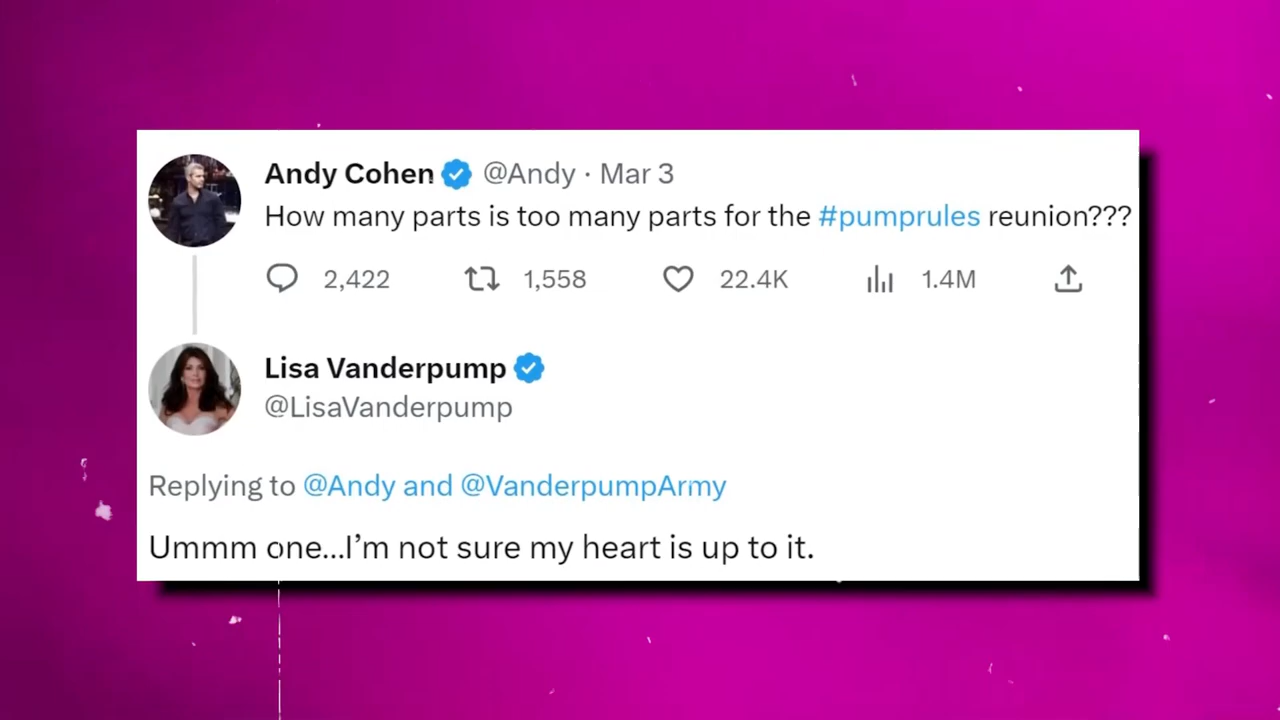 Andy Cohen @Andy · Mar 3
How many parts is too many parts for the #pumprules reunion???
2,422 1,558 22.4K 1.4M
Lisa Vanderpump
@LisaVanderpump
Replying to @Andy and @VanderpumpArmy
Ummm one...I’m not sure my heart is up to it.